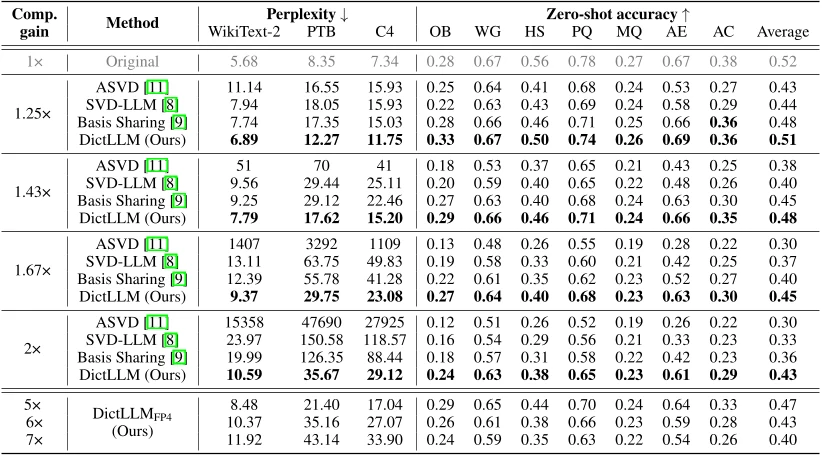 Comp. gain Method Perplexity ↓ Zero-shot accuracy ↑
WikiText-2 PTB C4 OB WG HS PQ MQ AE AC Average
1× Original 5.68 8.35 7.34 0.28 0.67 0.56 0.78 0.27 0.67 0.38 0.52
1.25× ASVD [11] 11.14 16.55 15.93 0.25 0.64 0.41 0.68 0.24 0.53 0.27 0.43
SVD-LLM [8] 7.94 18.05 15.93 0.22 0.63 0.43 0.69 0.24 0.58 0.29 0.44
Basis Sharing [9] 7.74 17.35 15.03 0.28 0.66 0.46 0.71 0.25 0.66 0.36 0.48
DictLLM (Ours) 6.89 12.27 11.75 0.33 0.67 0.50 0.74 0.26 0.69 0.36 0.51
1.43× ASVD [11] 51 70 41 0.18 0.53 0.37 0.65 0.21 0.43 0.25 0.38
SVD-LLM [8] 9.56 29.44 25.11 0.20 0.59 0.40 0.65 0.22 0.48 0.26 0.40
Basis Sharing [9] 9.25 29.12 22.46 0.27 0.63 0.40 0.68 0.24 0.63 0.30 0.45
DictLLM (Ours) 7.79 17.62 15.20 0.29 0.66 0.46 0.71 0.24 0.66 0.35 0.48
1.67× ASVD [11] 1407 3292 1109 0.13 0.48 0.26 0.55 0.19 0.28 0.22 0.30
SVD-LLM [8] 13.11 63.75 49.83 0.19 0.58 0.33 0.60 0.21 0.42 0.25 0.37
Basis Sharing [9] 12.39 55.78 41.28 0.22 0.61 0.35 0.62 0.23 0.52 0.27 0.40
DictLLM (Ours) 9.37 29.75 23.08 0.27 0.64 0.40 0.68 0.23 0.63 0.30 0.45
2× ASVD [11] 15358 47690 27925 0.12 0.51 0.26 0.52 0.19 0.26 0.22 0.30
SVD-LLM [8] 23.97 150.58 118.57 0.16 0.54 0.29 0.56 0.21 0.33 0.23 0.33
Basis Sharing [9] 19.99 126.35 88.44 0.18 0.57 0.31 0.58 0.22 0.42 0.23 0.36
DictLLM (Ours) 10.59 35.67 29.12 0.24 0.63 0.38 0.65 0.23 0.61 0.29 0.43
5× DictLLM_FP4 (Ours) 8.48 21.40 17.04 0.29 0.65 0.44 0.70 0.24 0.64 0.33 0.47
6× 10.37 35.16 27.07 0.26 0.61 0.38 0.66 0.23 0.59 0.28 0.43
7× 11.92 43.14 33.90 0.24 0.59 0.35 0.63 0.22 0.54 0.26 0.40